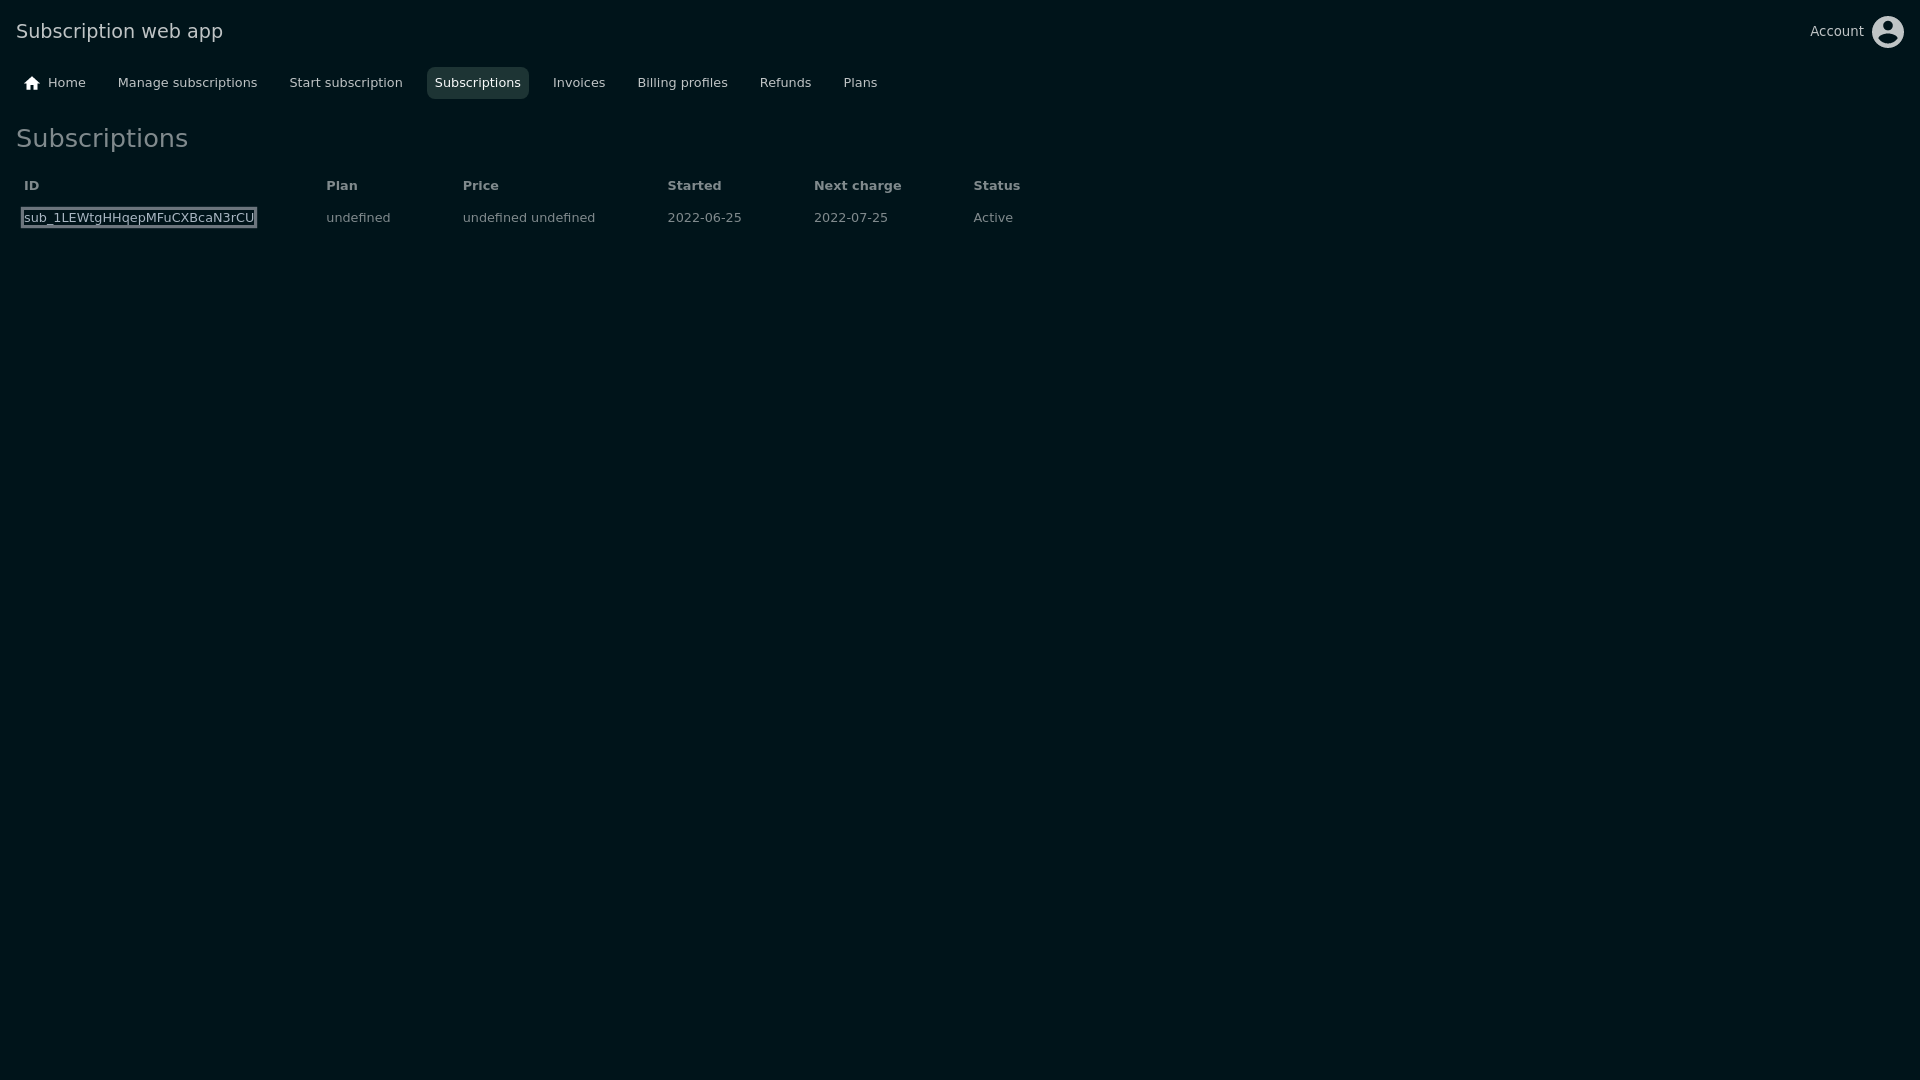 Subscription web app
Account
Home Manage subscriptions Start subscription Subscriptions Invoices Billing profiles Refunds Plans
Subscriptions
ID Plan Price Started Next charge Status
sub_1LEWtgHHqepMFuCXBcaN3rCU undefined undefined undefined 2022-06-25 2022-07-25 Active